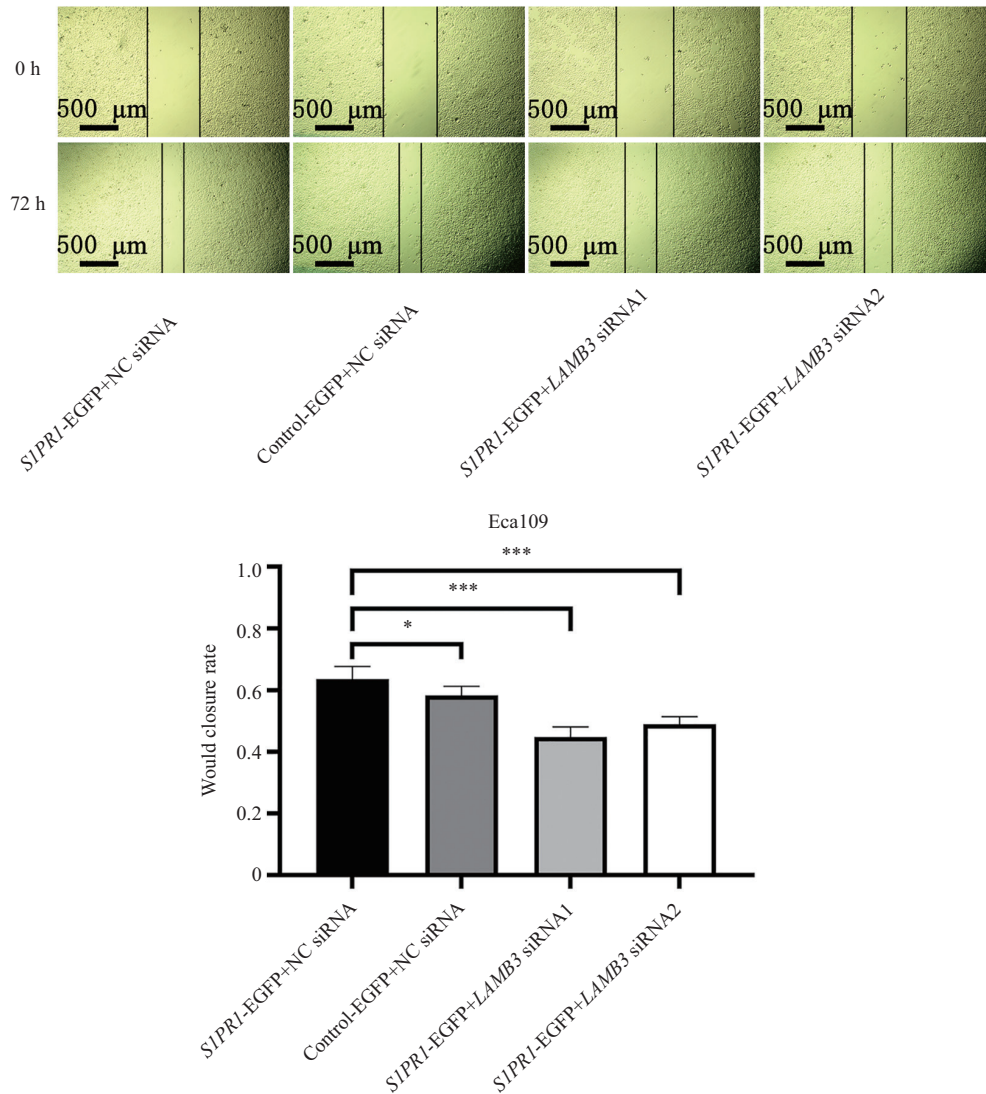 0 h
500 μm
500 μm
500 μm
500 μm
72 h
500 μm
500 μm
500 μm
500 μm
S1PR1-EGFP+NC siRNA
Control-EGFP+NC siRNA
S1PR1-EGFP+LAMB3 siRNA1
S1PR1-EGFP+LAMB3 siRNA2
Eca109
***
***
*
Would closure rate
1.0
0.8
0.6
0.4
0.2
0
S1PR1-EGFP+NC siRNA
Control-EGFP+NC siRNA
S1PR1-EGFP+LAMB3 siRNA1
S1PR1-EGFP+LAMB3 siRNA2